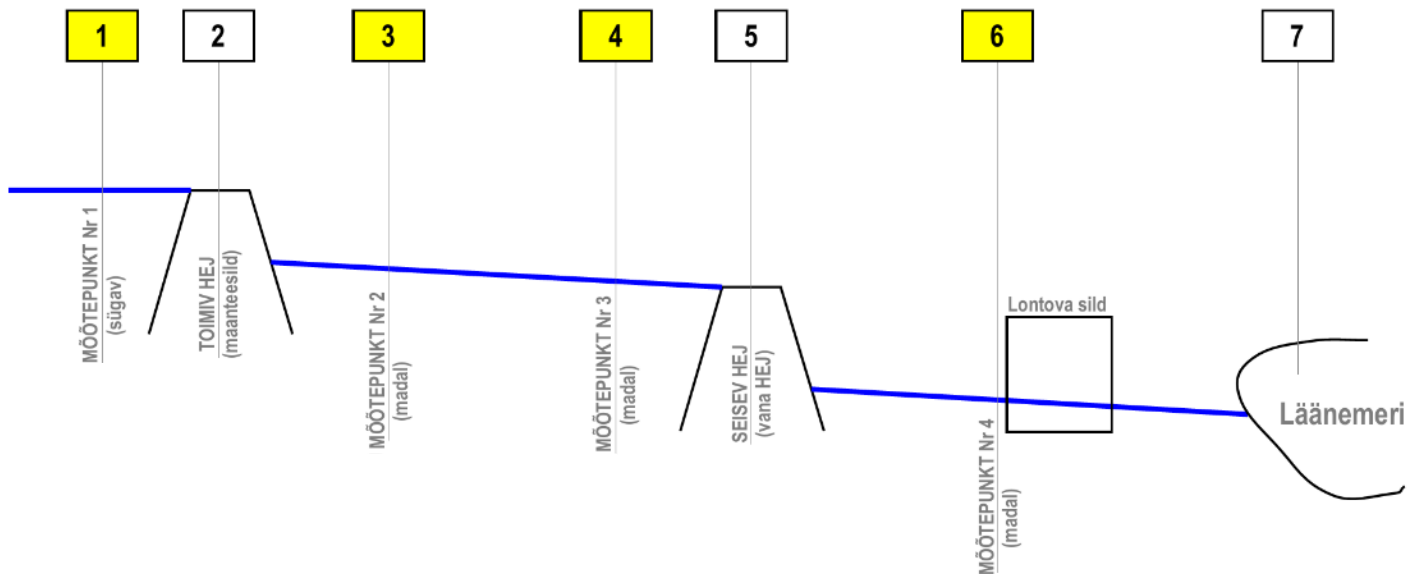 1
2
3
4
5
6
7
MÕÕTEPUNKT Nr 1
(sügav)
TOIMIV HEJ
(maanteesild)
MÕÕTEPUNKT Nr 2
(madal)
MÕÕTEPUNKT Nr 3
(madal)
SEISEV HEJ
(vana HEJ)
MÕÕTEPUNKT Nr 4
(madal)
Lontova sild
Läänemeri